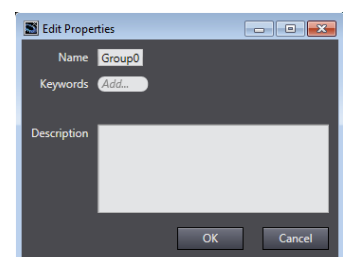 Edit Properties
Name Group0
Keywords Add...
Description
OK Cancel